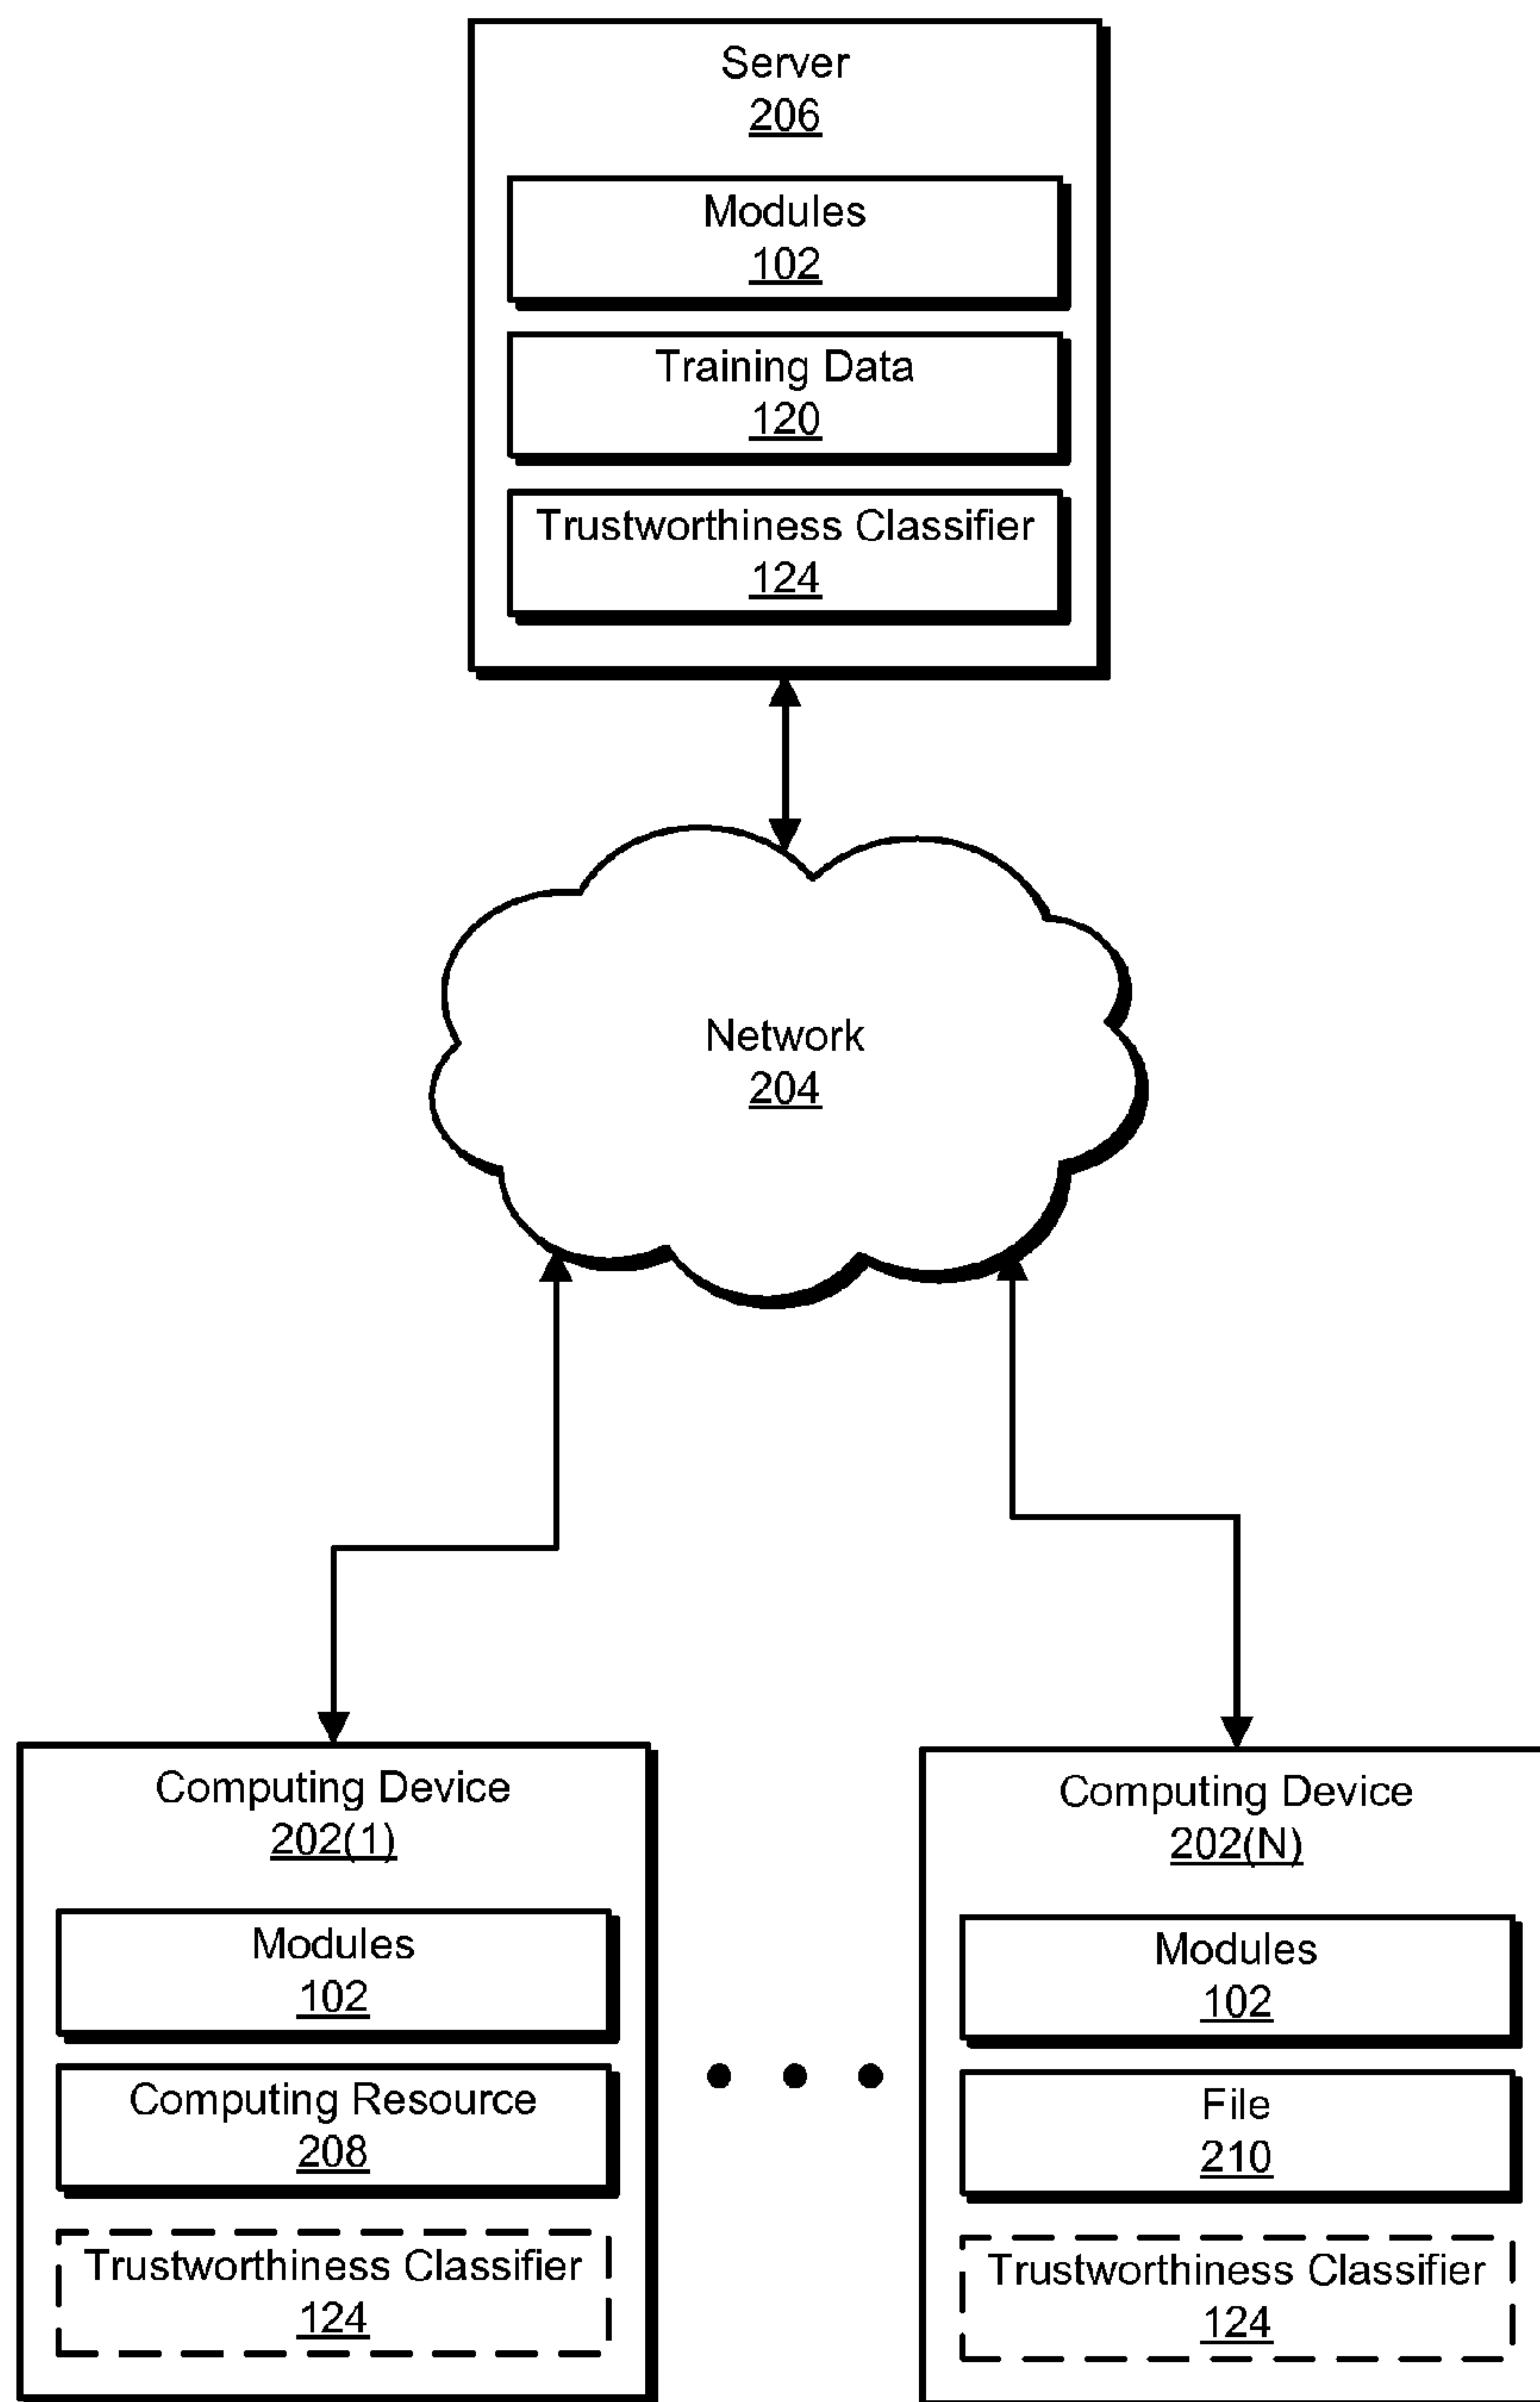 Server
206
Modules
102
Training Data
120
Trustworthiness Classifier
124
Network
204
Computing Device
202(1)
Modules
102
Computing Resource
208
Trustworthiness Classifier
124
Computing Device
202(N)
Modules
102
File
210
Trustworthiness Classifier
124